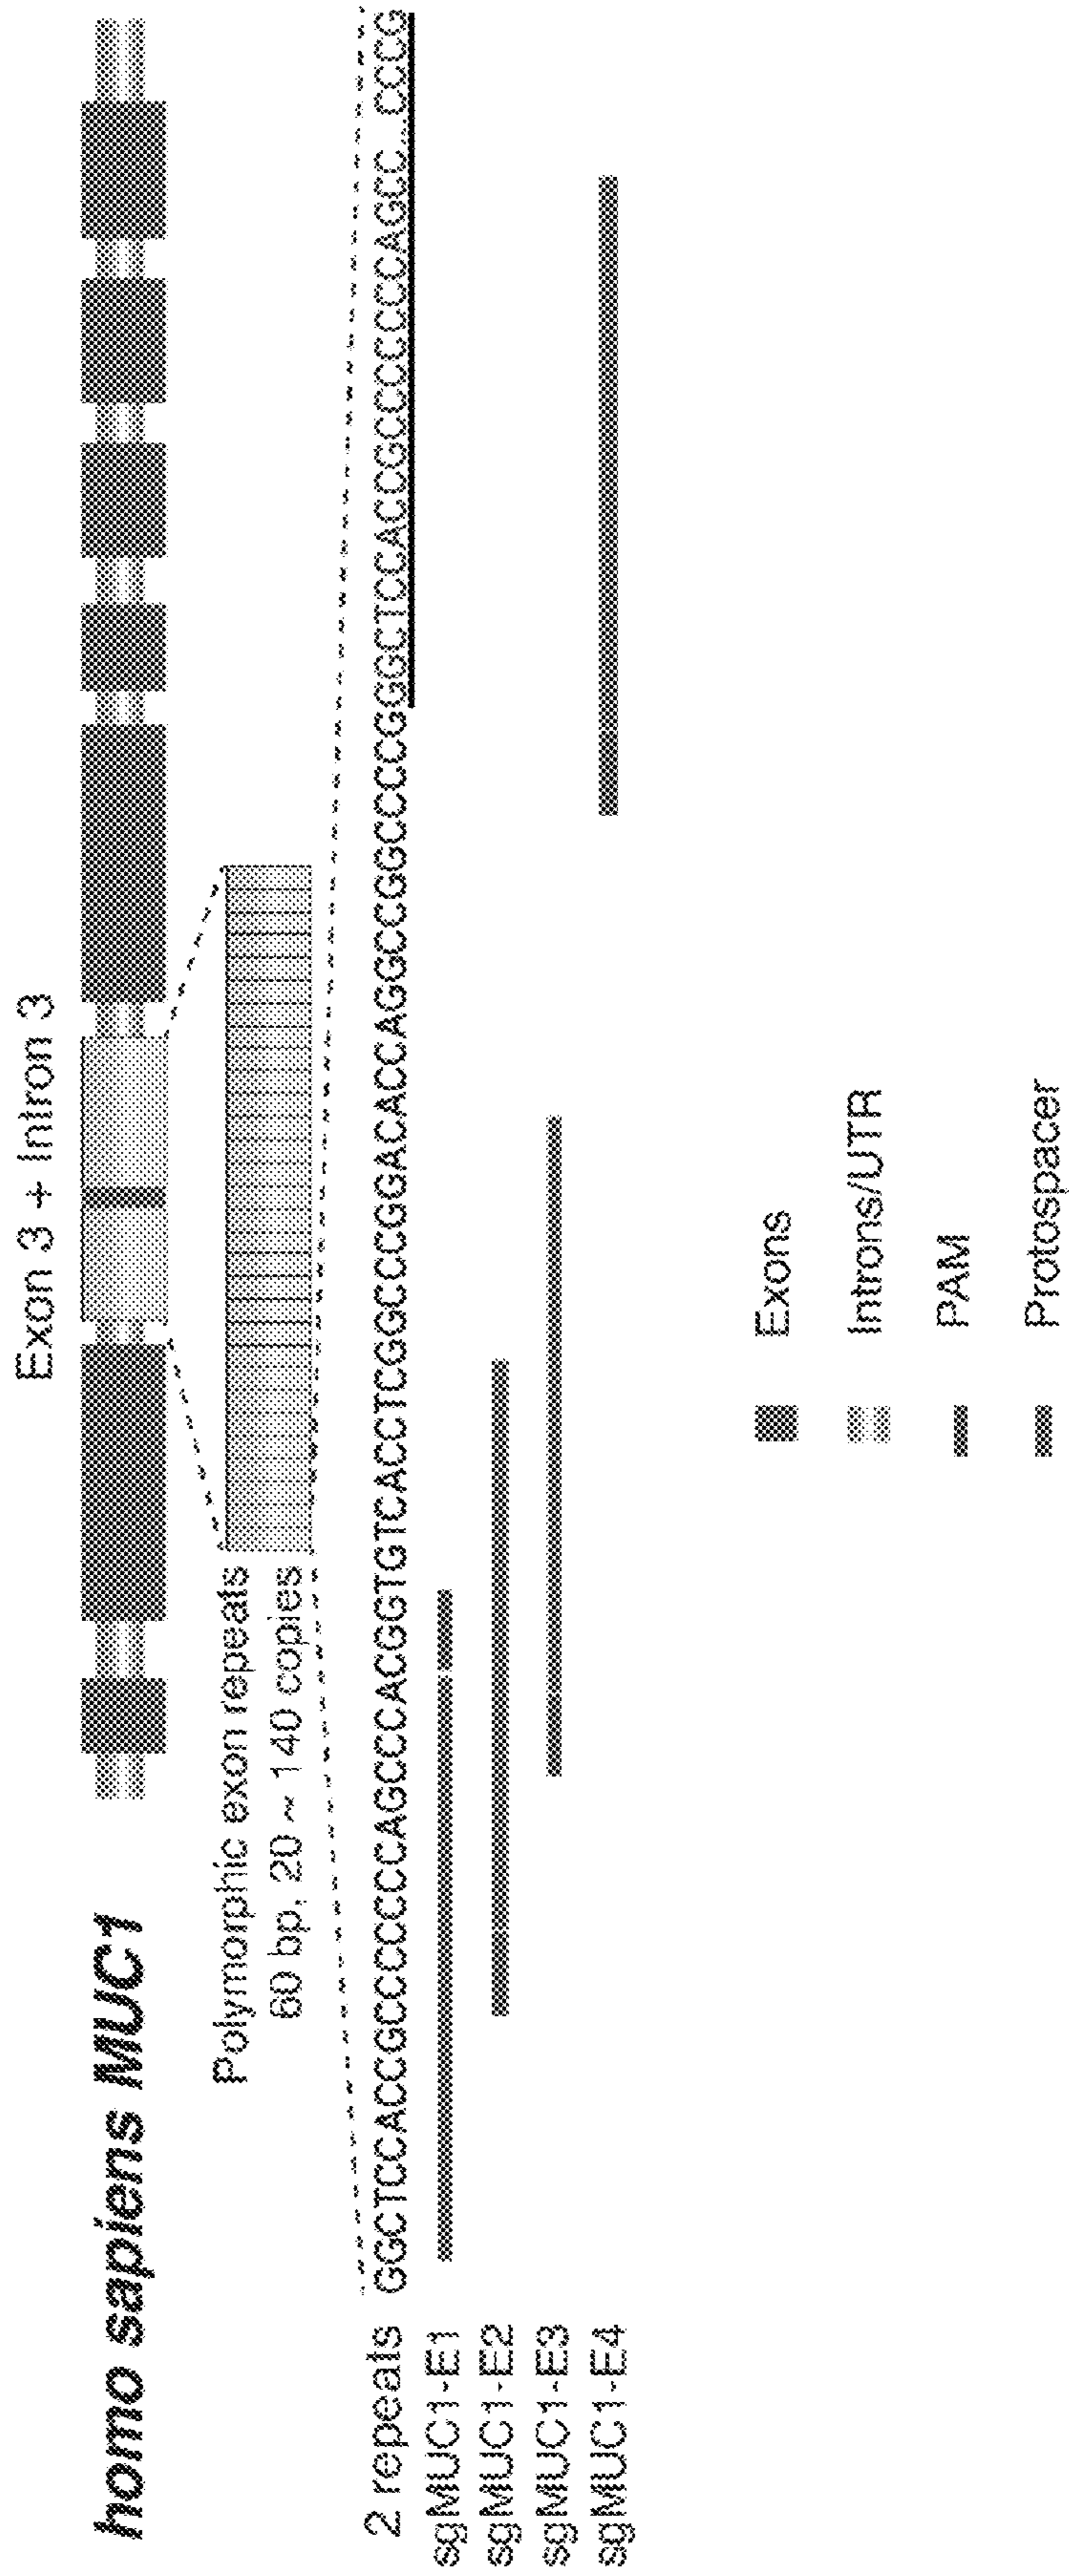 homo sapiens MUC1
Exon 3 + Intron 3
Polymorphic exon repeats
60 bp, 20 ~ 140 copies
2 repeats GGCTCCACCGCCCCCCCAGCCCACGGTGTCACCTCGGCCCCGGACACCAGGCCGGCCCCGGGCTCCACCGCCCCCCCAGCC...CCCG
sgMUC1-E1
sgMUC1-E2
sgMUC1-E3
sgMUC1-E4
Exons
Introns/UTR
PAM
Protospacer